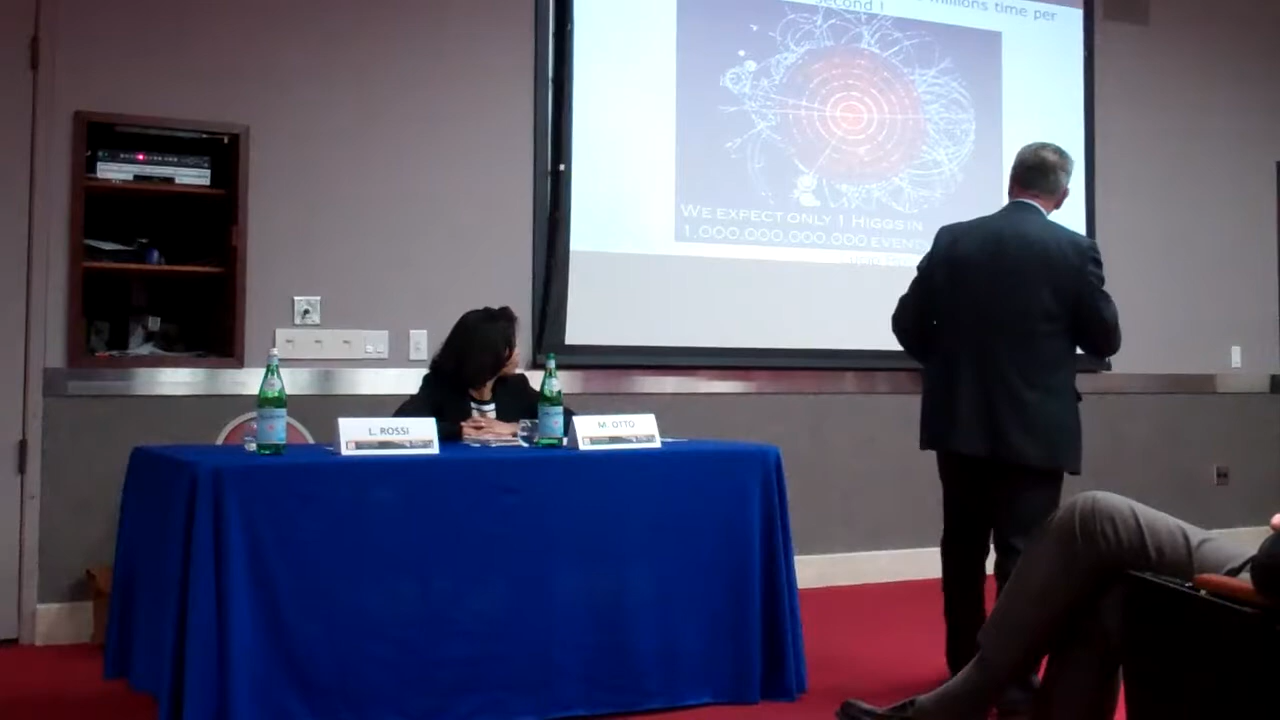 millions time per
second !
WE EXPECT ONLY 1 HIGGS IN
1,000,000,000,000 EVENTS
L. ROSSI
M. OTTO